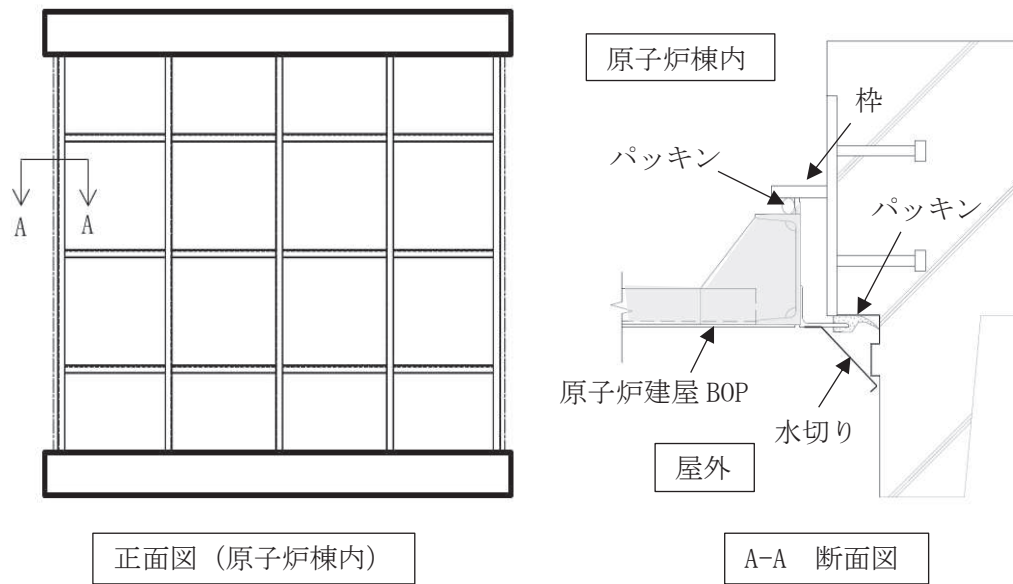 A A
正面図（原子炉棟内）
原子炉棟内
枠
パッキン
パッキン
原子炉建屋 BOP
水切り
屋外
A-A 断面図